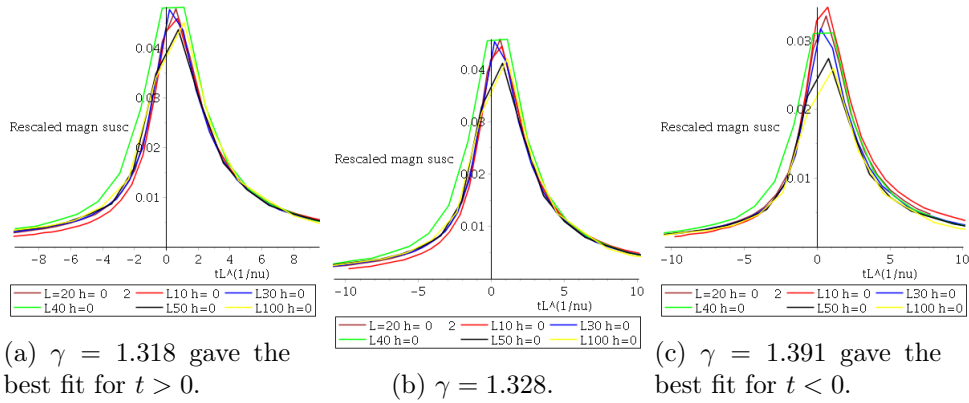 0.04
0.03
Rescaled magn susc
0.02
0.01
-8 -6 -4 -2 0 2 4 6 8
tL^(1/nu)
L=20 h= 0 2 L10 h= 0 L30 h=0
L40 h=0 L50 h=0 L100 h=0
(a) γ = 1.318 gave the
best fit for t > 0.
0.04
0.03
Rescaled magn susc
0.02
0.01
−10 −5 0 5 10
tL^(1/nu)
L=20 h= 0 2 L10 h= 0 L30 h=0
L40 h=0 L50 h=0 L100 h=0
(b) γ = 1.328.
0.03
0.02
Rescaled magn susc
0.01
−10 −5 0 5 10
tL^(1/nu)
L=20 h= 0 2 L10 h= 0 L30 h=0
L40 h=0 L50 h=0 L100 h=0
(c) γ = 1.391 gave the
best fit for t < 0.